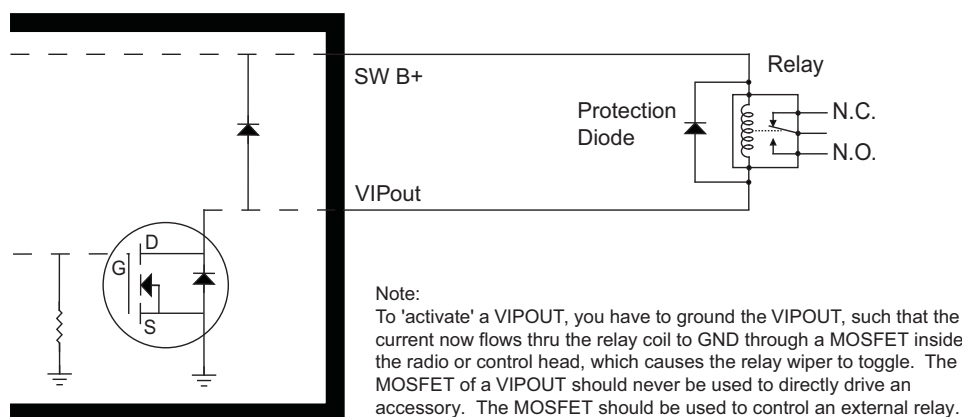 SW B+
Relay
Protection
Diode
N.C.
N.O.
VIPout
D
G
S
Note:
To 'activate' a VIPOUT, you have to ground the VIPOUT, such that the
current now flows thru the relay coil to GND through a MOSFET inside
the radio or control head, which causes the relay wiper to toggle. The
MOSFET of a VIPOUT should never be used to directly drive an
accessory. The MOSFET should be used to control an external relay.